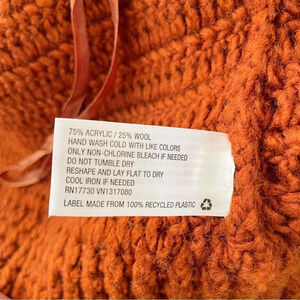 75% ACRYLIC / 25% WOOL
HAND WASH COLD WITH LIKE COLORS
ONLY NON-CHLORINE BLEACH IF NEEDED
DO NOT TUMBLE DRY
RESHAPE AND LAY FLAT TO DRY
COOL IRON IF NEEDED
RN17730 VN1317080
LABEL MADE FROM 100% RECYCLED PLASTIC